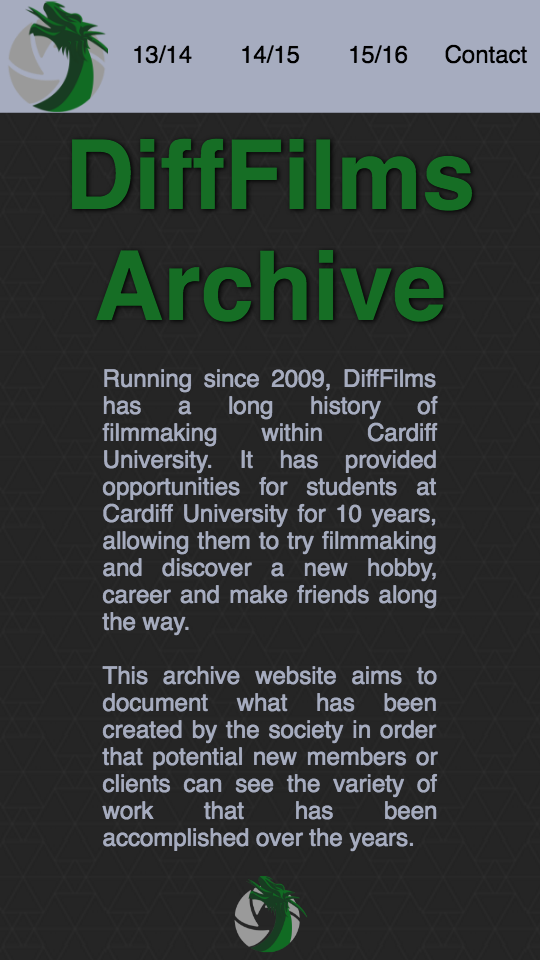 13/14 14/15 15/16 Contact
DiffFilms
Archive
Running since 2009, DiffFilms
has a long history of
filmmaking within Cardiff
University. It has provided
opportunities for students at
Cardiff University for 10 years,
allowing them to try filmmaking
and discover a new hobby,
career and make friends along
the way.
This archive website aims to
document what has been
created by the society in order
that potential new members or
clients can see the variety of
work that has been
accomplished over the years.